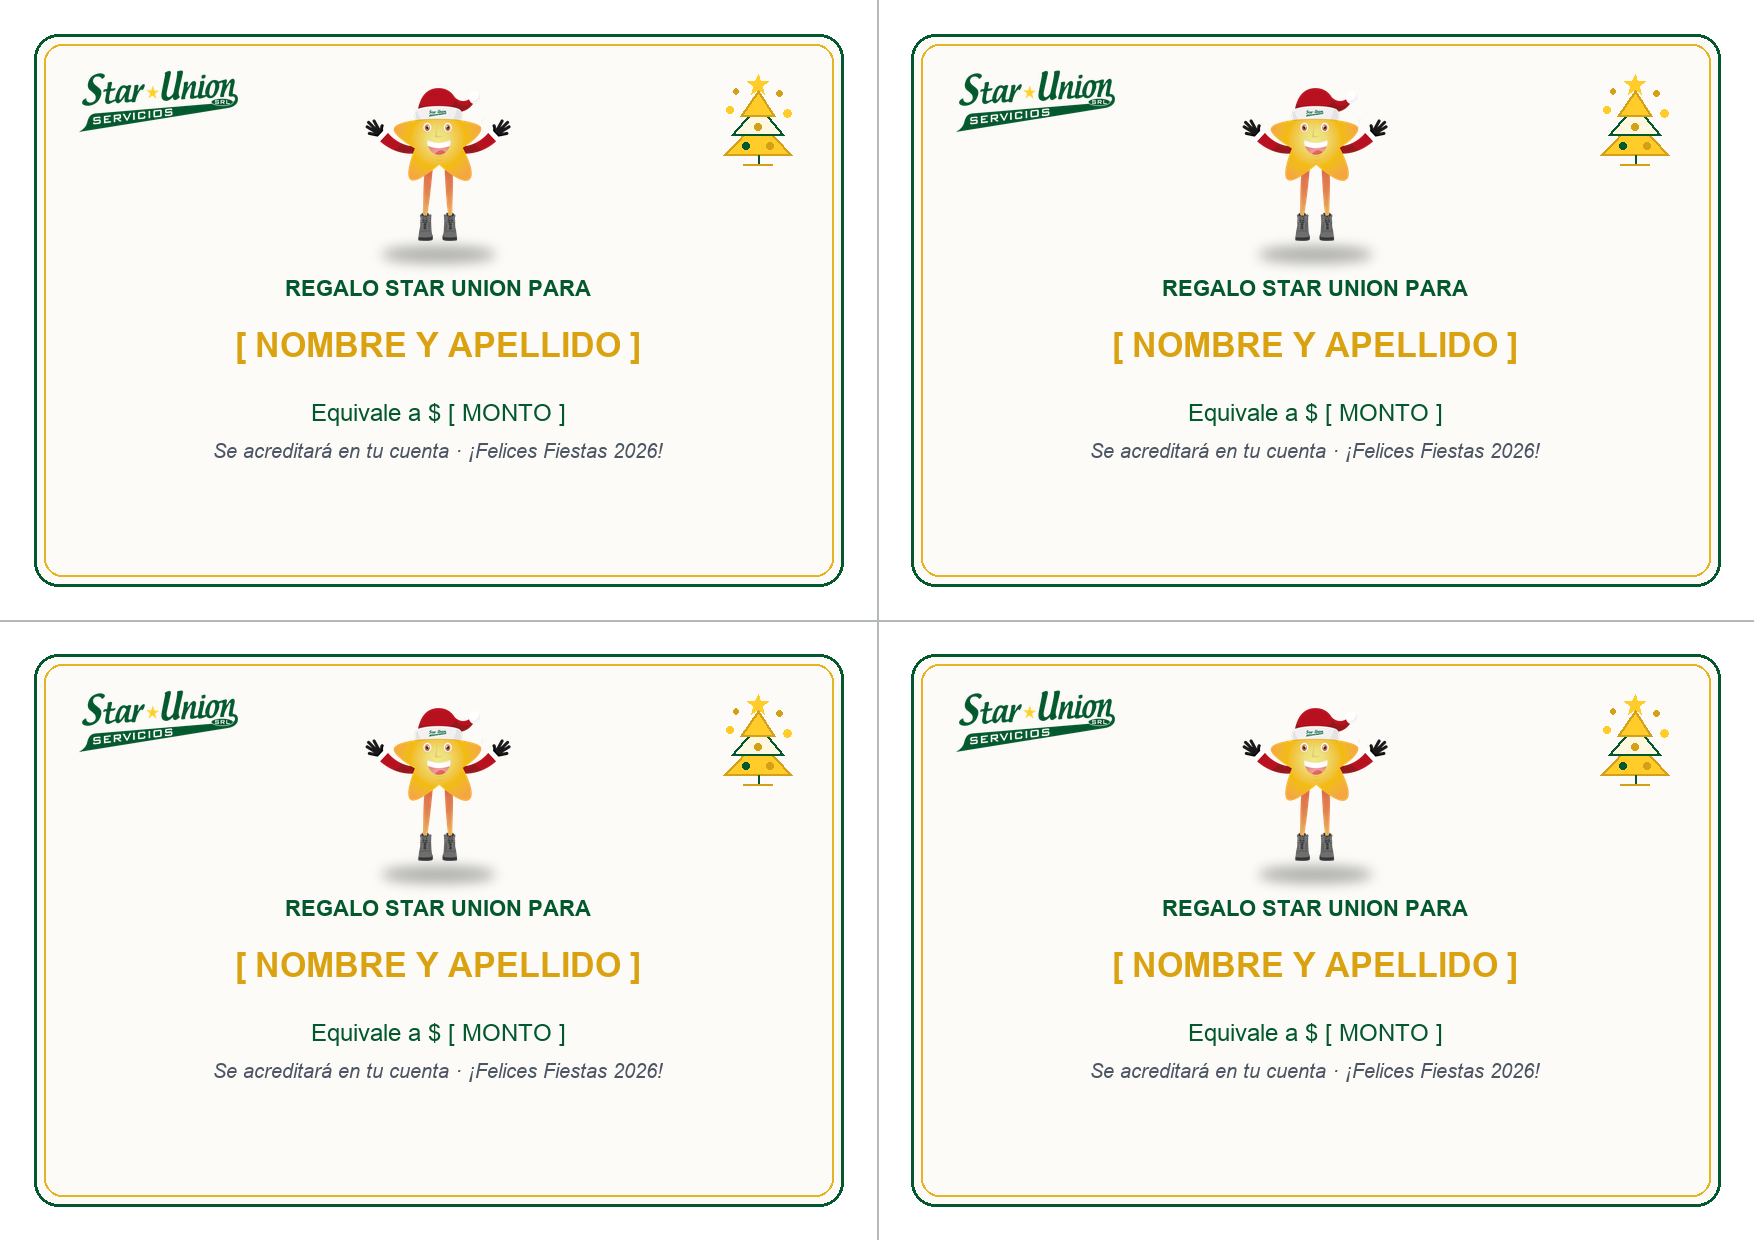 Star Union
SRL
SERVICIOS
REGALO STAR UNION PARA
[ NOMBRE Y APELLIDO ]
Equivale a $ [ MONTO ]
Se acreditará en tu cuenta · ¡Felices Fiestas 2026!
Star Union
SRL
SERVICIOS
REGALO STAR UNION PARA
[ NOMBRE Y APELLIDO ]
Equivale a $ [ MONTO ]
Se acreditará en tu cuenta · ¡Felices Fiestas 2026!
Star Union
SRL
SERVICIOS
REGALO STAR UNION PARA
[ NOMBRE Y APELLIDO ]
Equivale a $ [ MONTO ]
Se acreditará en tu cuenta · ¡Felices Fiestas 2026!
Star Union
SRL
SERVICIOS
REGALO STAR UNION PARA
[ NOMBRE Y APELLIDO ]
Equivale a $ [ MONTO ]
Se acreditará en tu cuenta · ¡Felices Fiestas 2026!